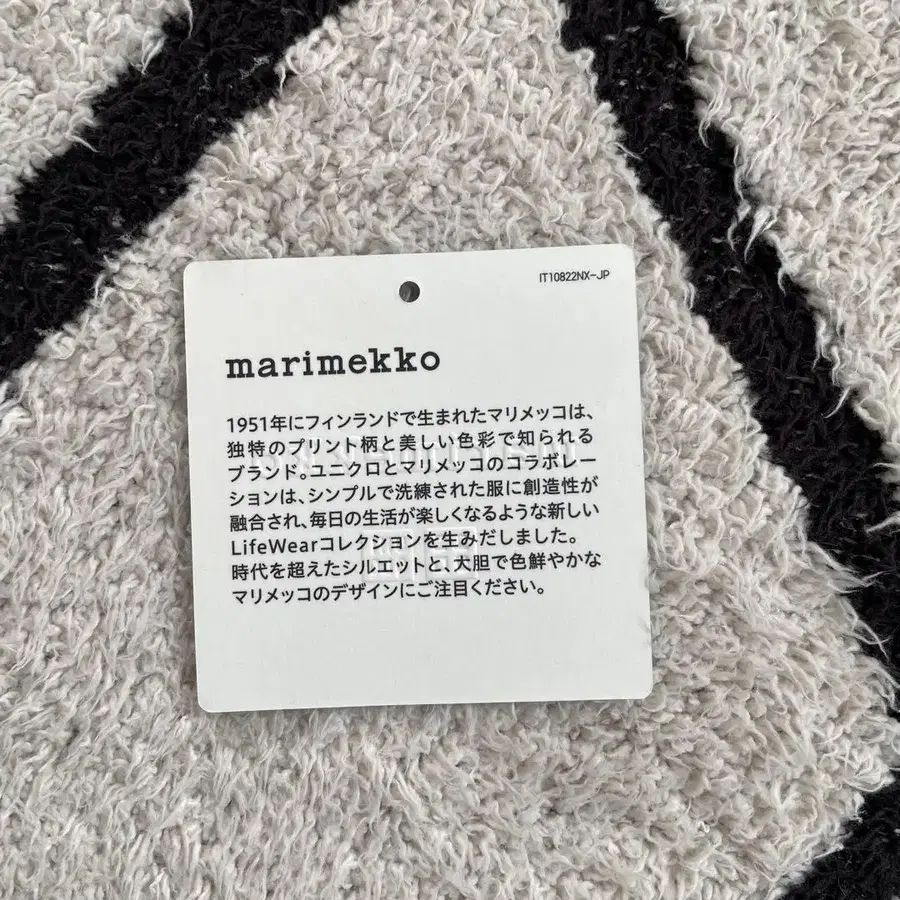 IT10822NX-JP
marimekko
1951年にフィンランドで生まれたマリメッコは、
独特のプリント柄と美しい色彩で知られる
ブランド。ユニクロとマリメッコのコラボレー
ションは、シンプルで洗練された服に創造性が
融合され、毎日の生活が楽しくなるような新しい
LifeWearコレクションを生みだしました。
時代を超えたシルエットと、大胆で色鮮やかな
マリメッコのデザインにご注目ください。